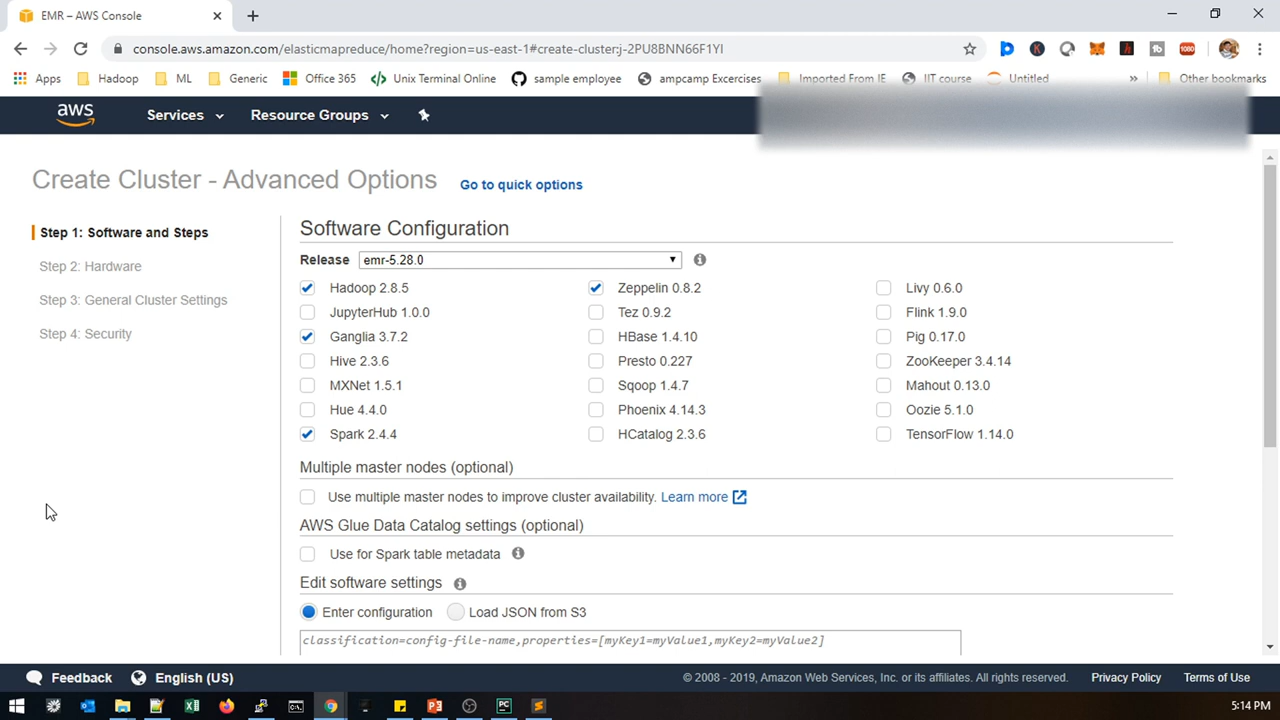 EMR – AWS Console
console.aws.amazon.com/elasticmapreduce/home?region=us-east-1#create-cluster:j-2PU8BNN66F1YI
Apps Hadoop ML Generic Office 365 Unix Terminal Online sample employee ampcamp Excercises Imported From IE IIT course Untitled » Other bookmarks
aws Services Resource Groups
Create Cluster - Advanced Options Go to quick options
Step 1: Software and Steps
Step 2: Hardware
Step 3: General Cluster Settings
Step 4: Security
Software Configuration
Release emr-5.28.0
Hadoop 2.8.5 Zeppelin 0.8.2 Livy 0.6.0
JupyterHub 1.0.0 Tez 0.9.2 Flink 1.9.0
Ganglia 3.7.2 HBase 1.4.10 Pig 0.17.0
Hive 2.3.6 Presto 0.227 ZooKeeper 3.4.14
MXNet 1.5.1 Sqoop 1.4.7 Mahout 0.13.0
Hue 4.4.0 Phoenix 4.14.3 Oozie 5.1.0
Spark 2.4.4 HCatalog 2.3.6 TensorFlow 1.14.0
Multiple master nodes (optional)
Use multiple master nodes to improve cluster availability. Learn more
AWS Glue Data Catalog settings (optional)
Use for Spark table metadata
Edit software settings
Enter configuration Load JSON from S3
classification=config-file-name,properties=[myKey1=myValue1,myKey2=myValue2]
Feedback English (US) © 2008 - 2019, Amazon Web Services, Inc. or its affiliates. All rights reserved. Privacy Policy Terms of Use
5:14 PM